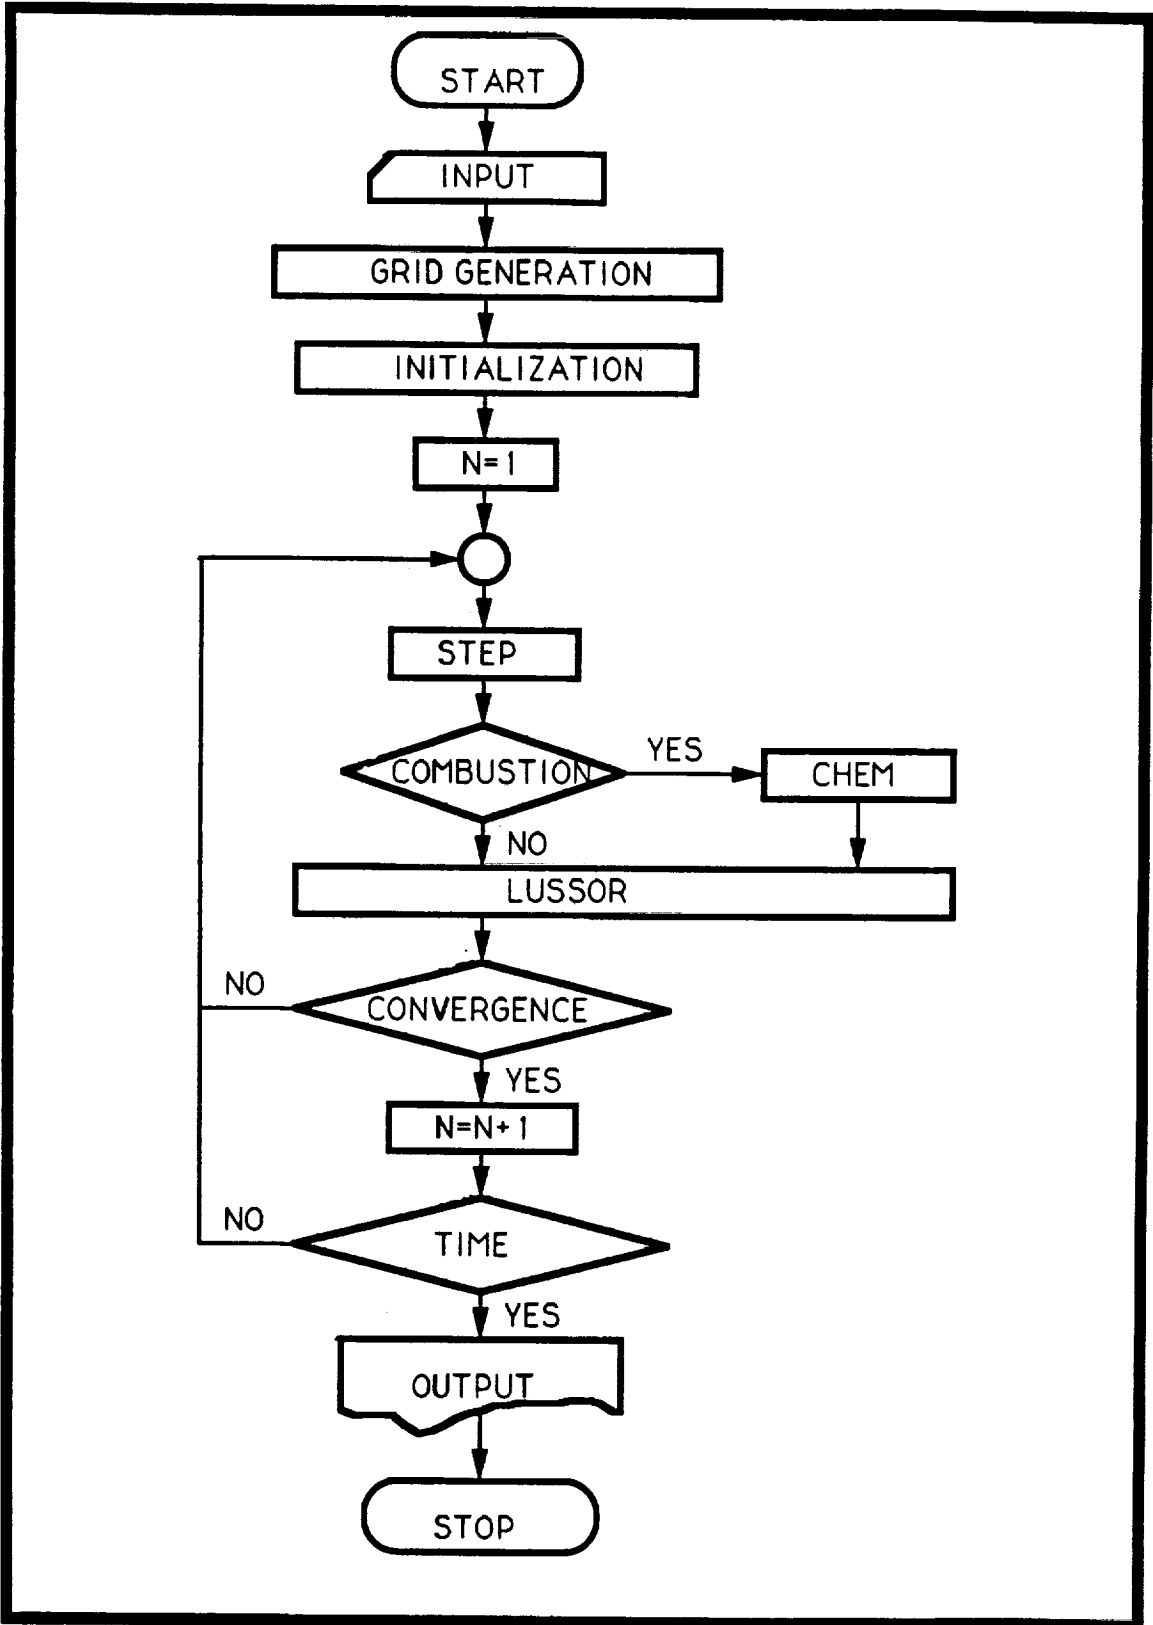 START
INPUT
GRID GENERATION
INITIALIZATION
N=1
STEP
COMBUSTION
YES
CHEM
NO
LUSSOR
NO
CONVERGENCE
YES
N=N+1
NO
TIME
YES
OUTPUT
STOP